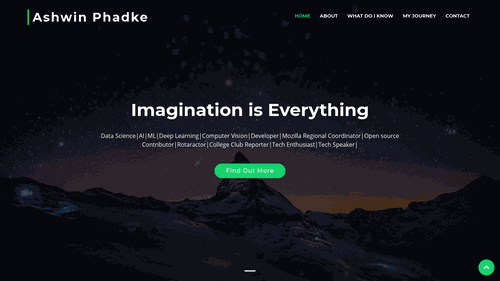 Ashwin Phadke
HOME ABOUT WHAT DO I KNOW MY JOURNEY CONTACT
Imagination is Everything
Data Science|AI|ML|Deep Learning|Computer Vision|Developer|Mozilla Regional Coordinator|Open source
Contributor|Rotaractor|College Club Reporter|Tech Enthusiast|Tech Speaker|
Find Out More